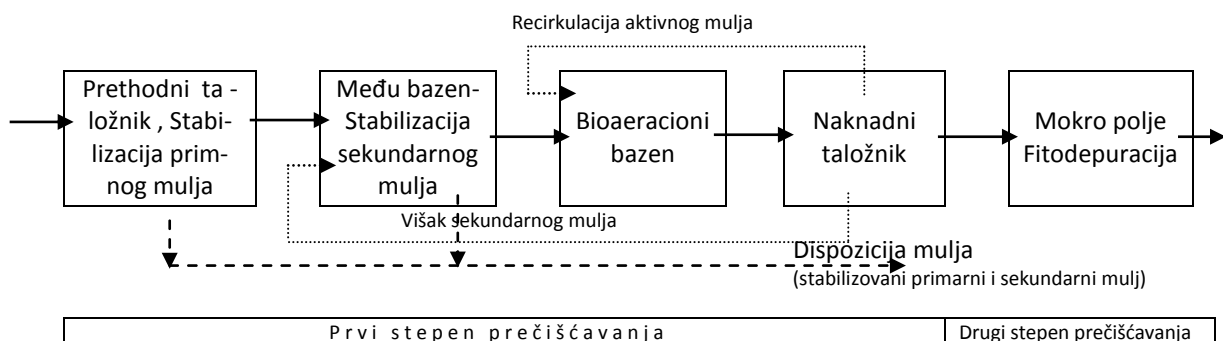 Recirkulacija aktivnog mulja
Prethodni ta -
ložnik , Stabi-
lizacija prim-
nog mulja
Među bazen-
Stabilizacija
sekundarnog
mulja
Bioaeracioni
bazen
Naknadni
taložnik
Mokro polje
Fitodepuracija
Višak sekundarnog mulja
Dispozicija mulja
(stabilizovani primarni i sekundarni mulj)
P r v i s t e p e n p r e č i š ć a v a n j a
Drugi stepen prečišćavanja